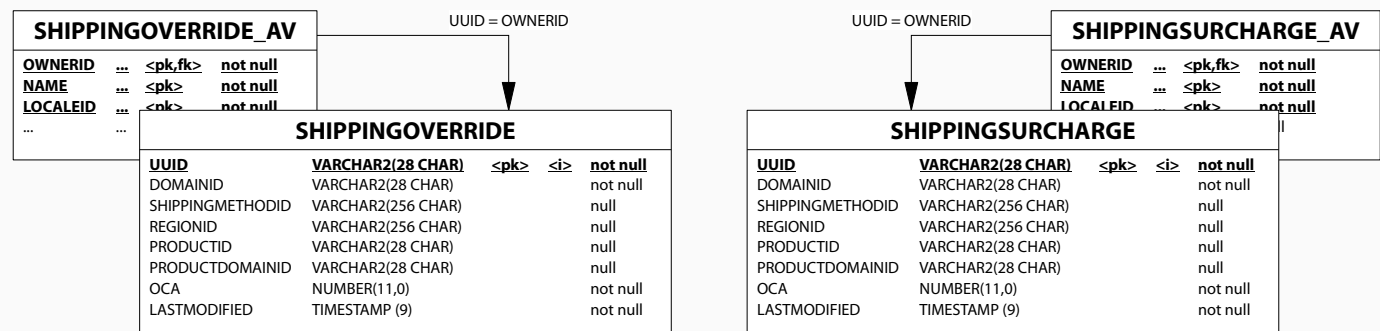 UUID = OWNERID
SHIPPINGOVERRIDE_AV
OWNERID ... <pk,fk> not null
NAME ... <pk> not null
LOCALEID ... <pk> not null
... ...
SHIPPINGOVERRIDE
UUID VARCHAR2(28 CHAR) <pk> <i> not null
DOMAINID VARCHAR2(28 CHAR) not null
SHIPPINGMETHODID VARCHAR2(256 CHAR) null
REGIONID VARCHAR2(256 CHAR) null
PRODUCTID VARCHAR2(28 CHAR) null
PRODUCTDOMAINID VARCHAR2(28 CHAR) null
OCA NUMBER(11,0) not null
LASTMODIFIED TIMESTAMP (9) not null
UUID = OWNERID
SHIPPINGSURCHARGE_AV
OWNERID ... <pk,fk> not null
NAME ... <pk> not null
LOCALEID ... <pk> not null
SHIPPINGSURCHARGE
UUID VARCHAR2(28 CHAR) <pk> <i> not null
DOMAINID VARCHAR2(28 CHAR) not null
SHIPPINGMETHODID VARCHAR2(256 CHAR) null
REGIONID VARCHAR2(256 CHAR) null
PRODUCTID VARCHAR2(28 CHAR) null
PRODUCTDOMAINID VARCHAR2(28 CHAR) null
OCA NUMBER(11,0) not null
LASTMODIFIED TIMESTAMP (9) not null